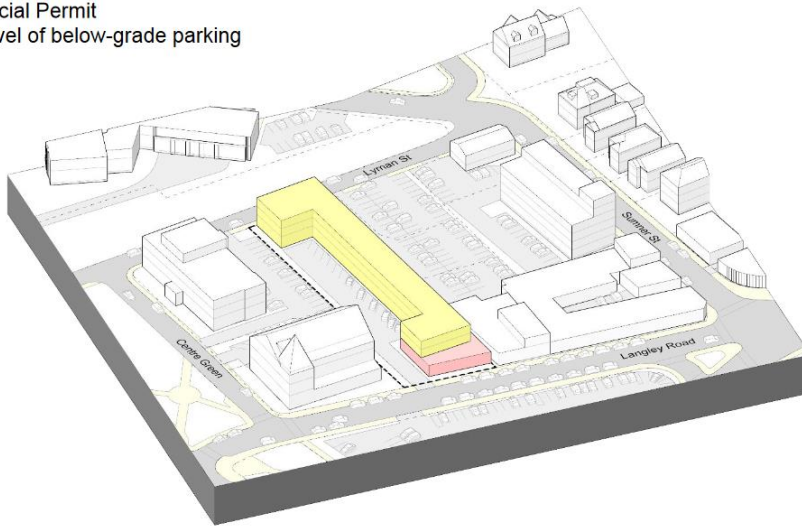 cial Permit
vel of below-grade parking
Lyman St
Sumner St
Centre Green
Langley Road